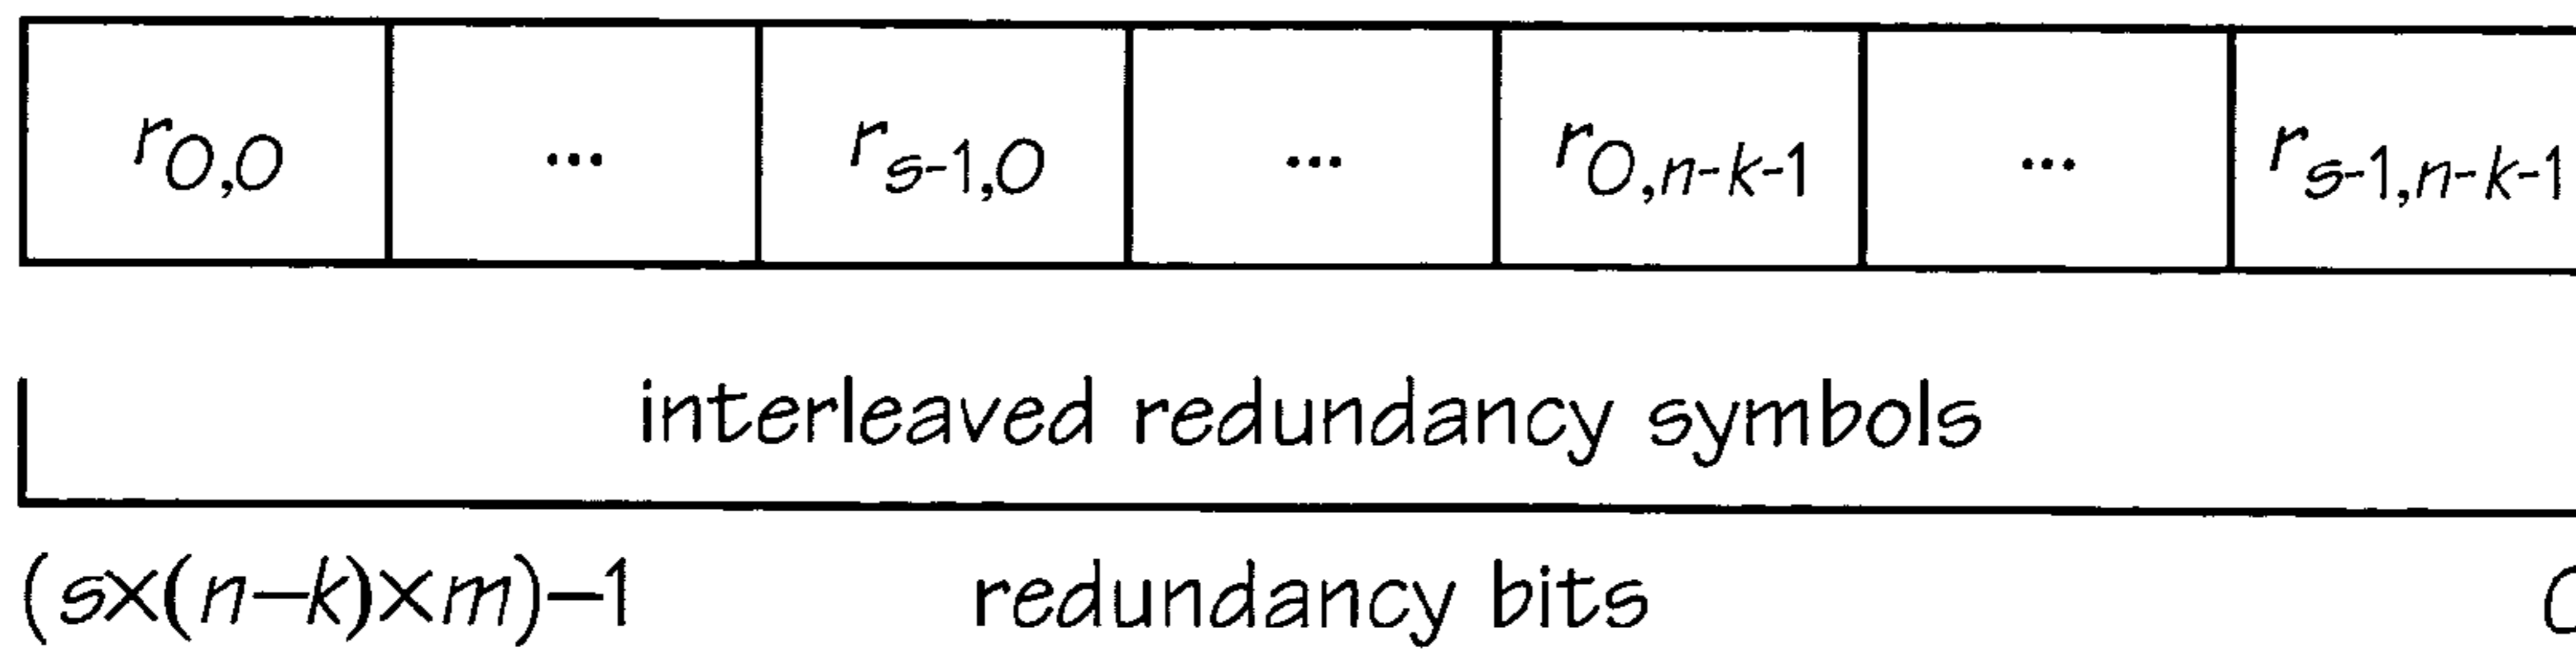 r0,0 ... rs-1,0 ... r0,n-k-1 ... rs-1,n-k-1
interleaved redundancy symbols
(s×(n−k)×m)−1 redundancy bits